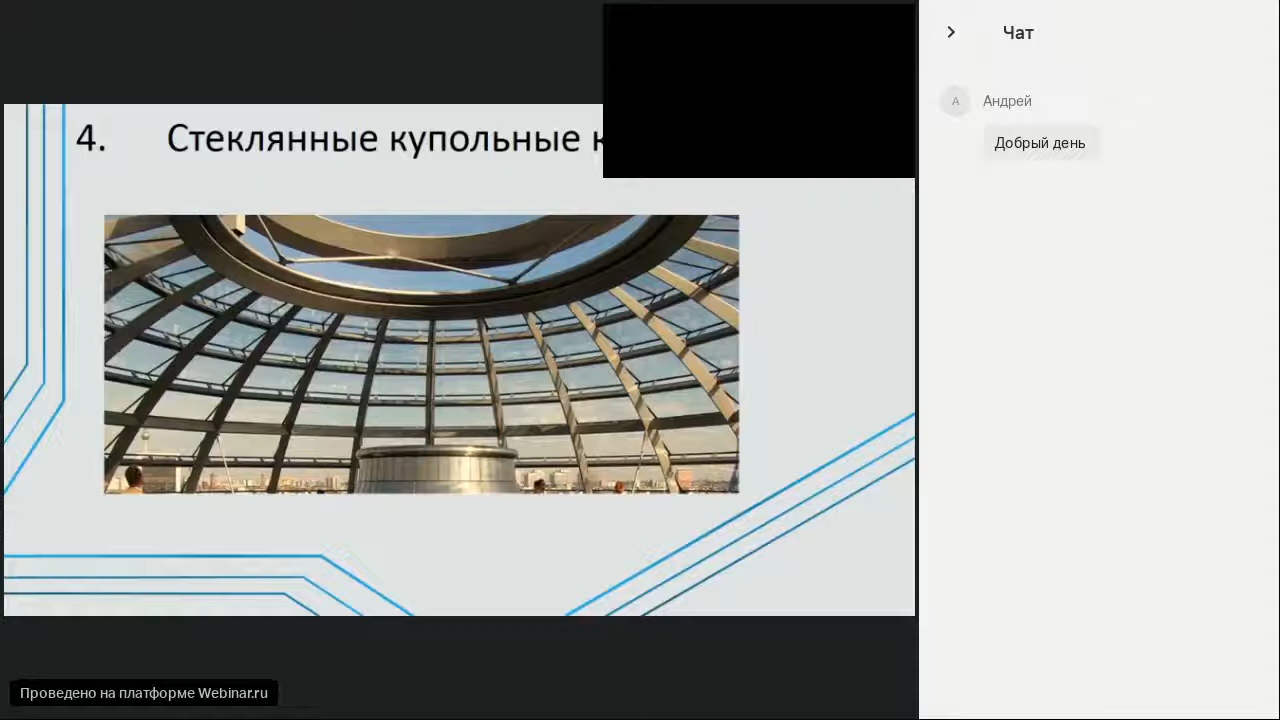 4. Стеклянные купольные
Чат
А
Андрей
Добрый день
Проведено на платформе Webinar.ru